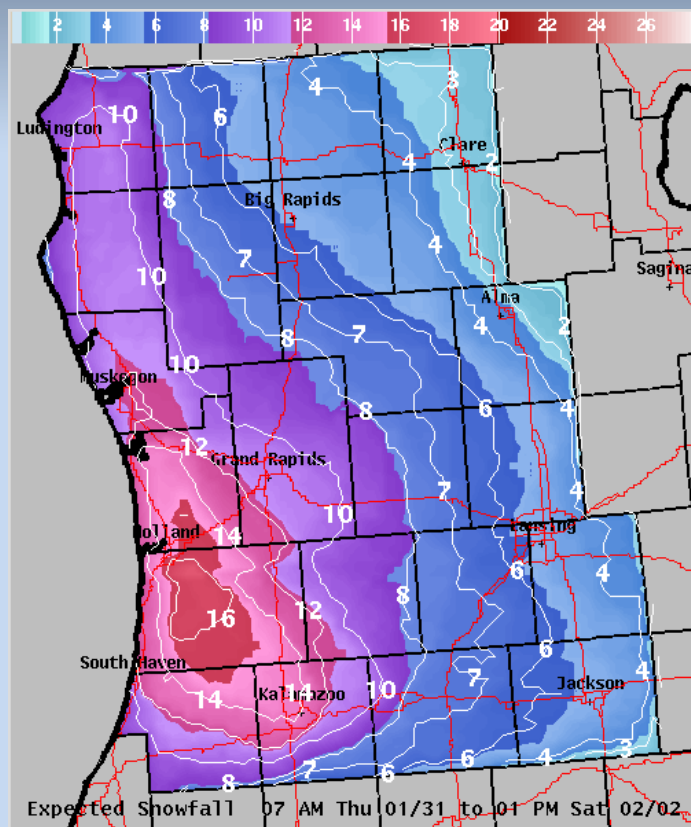 2 4 6 8 10 12 14 16 18 20 22 24 26
3
4
10
6
Ludington
Clare
4 2
8 Big Rapids
4
7
10 Sagina
Alma
4 2
8 7
10
Muskegon
8 6 4
12
Grand Rapids
7 4
10
Holland
14 Lansing
6 4
8
12
16
6
South Haven 4
7
14 Kalamazoo 14 10 Jackson
3
6 4
8 7 6
Expected Snowfall 07 AM Thu 01/31 to 01 PM Sat 02/02